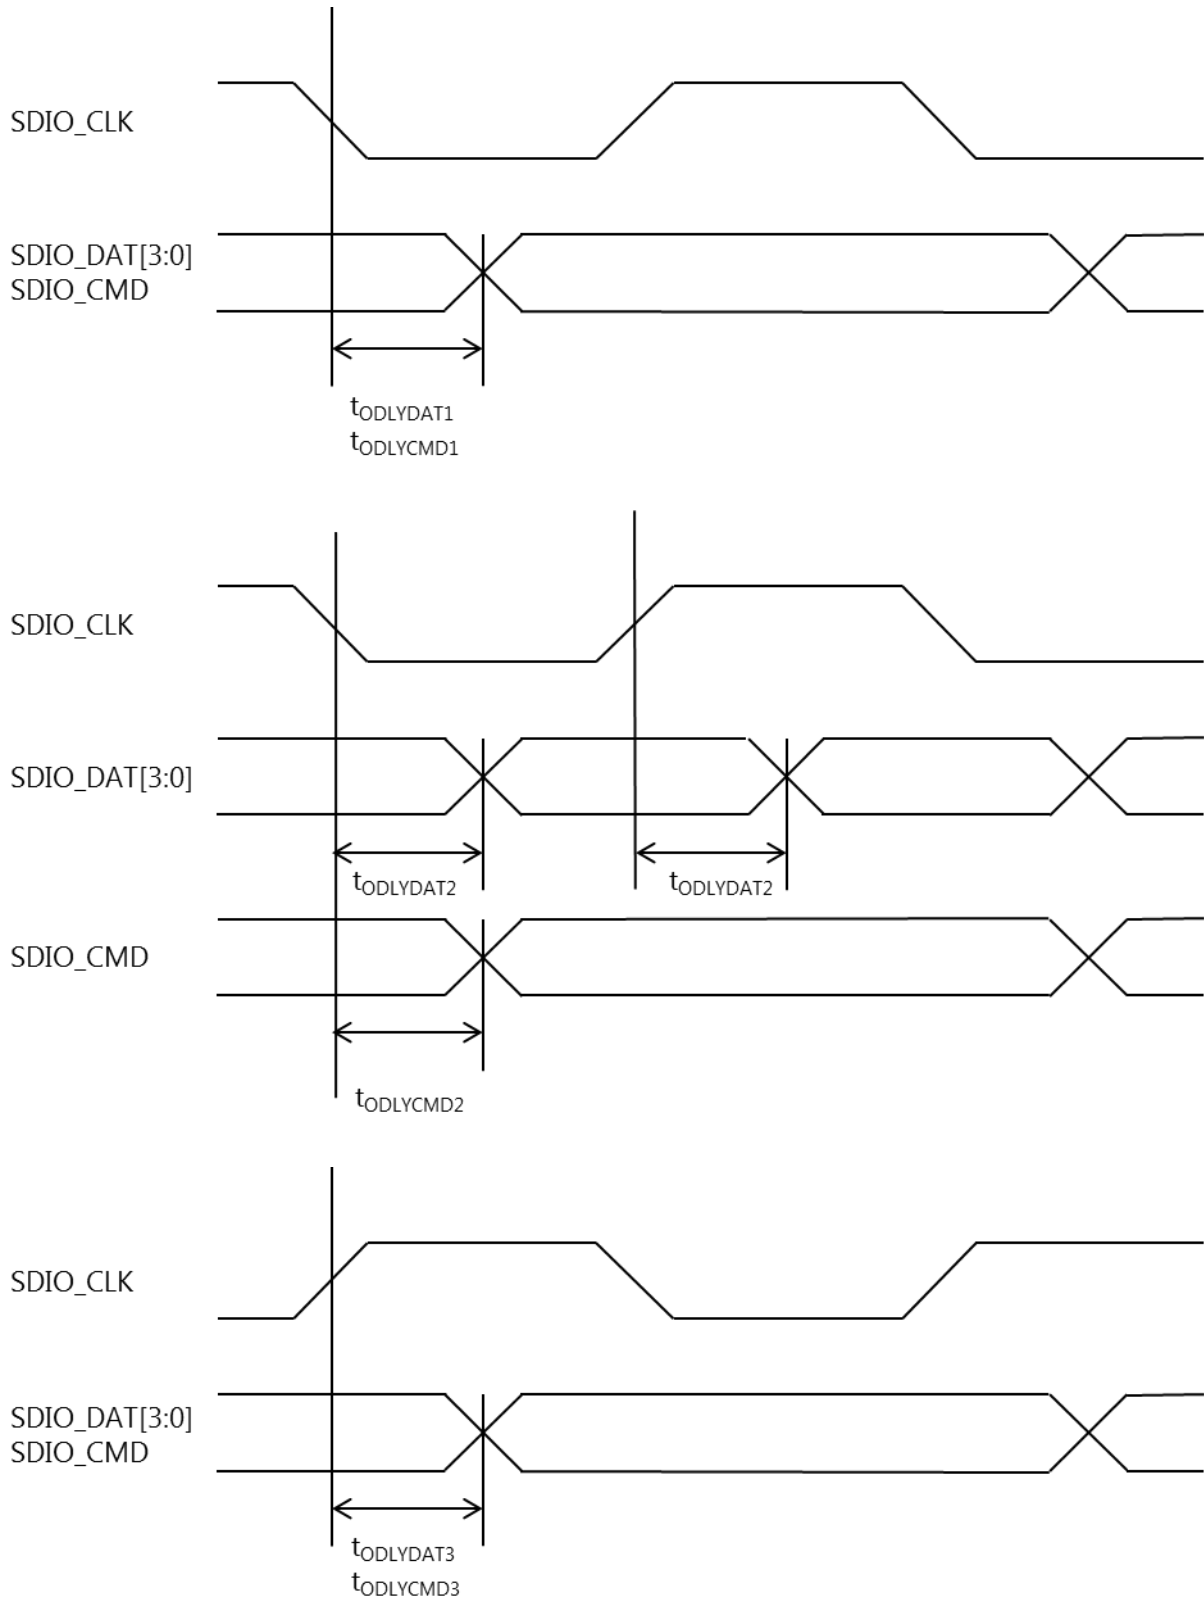 SDIO_CLK
SDIO_DAT[3:0]
SDIO_CMD
tODLYDAT1
tODLYCMD1
SDIO_CLK
SDIO_DAT[3:0]
tODLYDAT2 tODLYDAT2
SDIO_CMD
tODLYCMD2
SDIO_CLK
SDIO_DAT[3:0]
SDIO_CMD
tODLYDAT3
tODLYCMD3